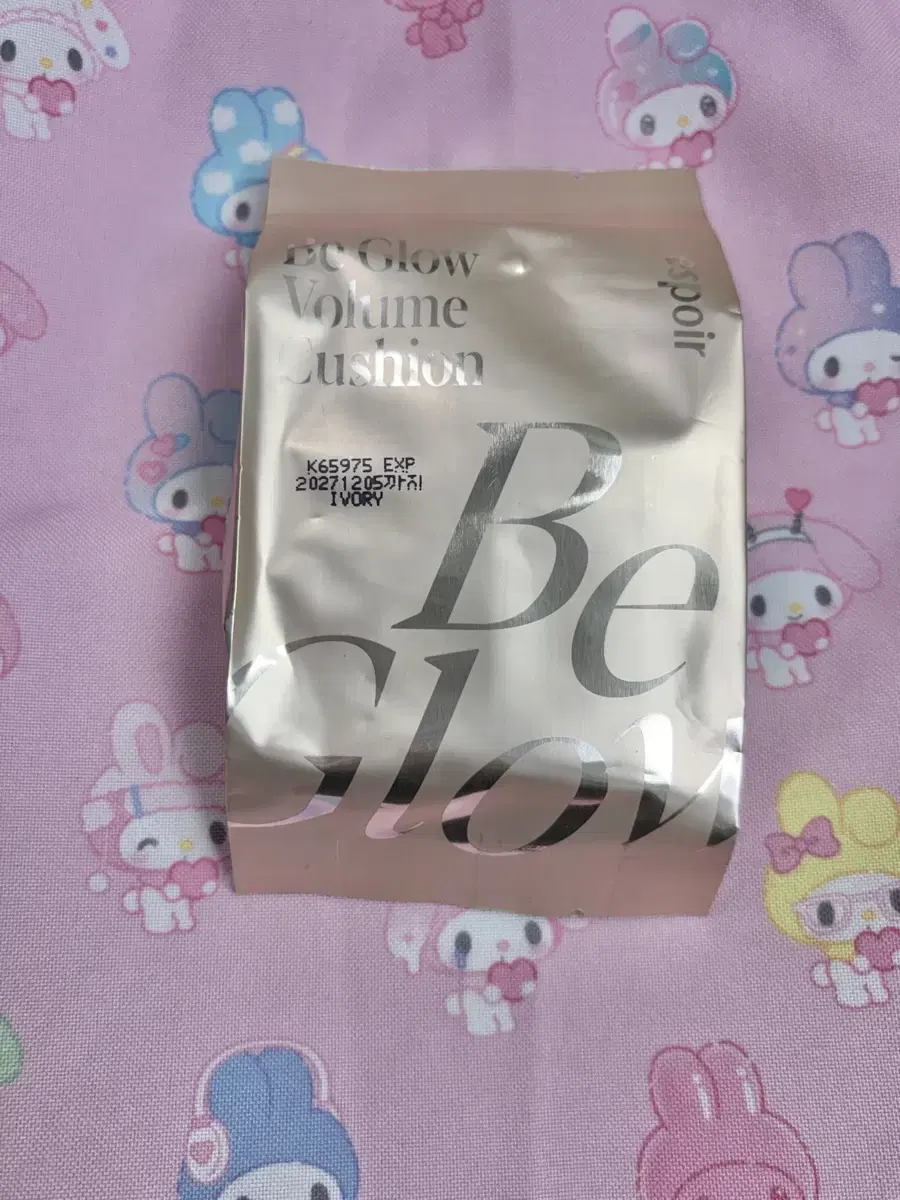 Be Glow
Volume
Cushion
espoir
K65975 EXP
20271205까지
IVORY
Be
Glow